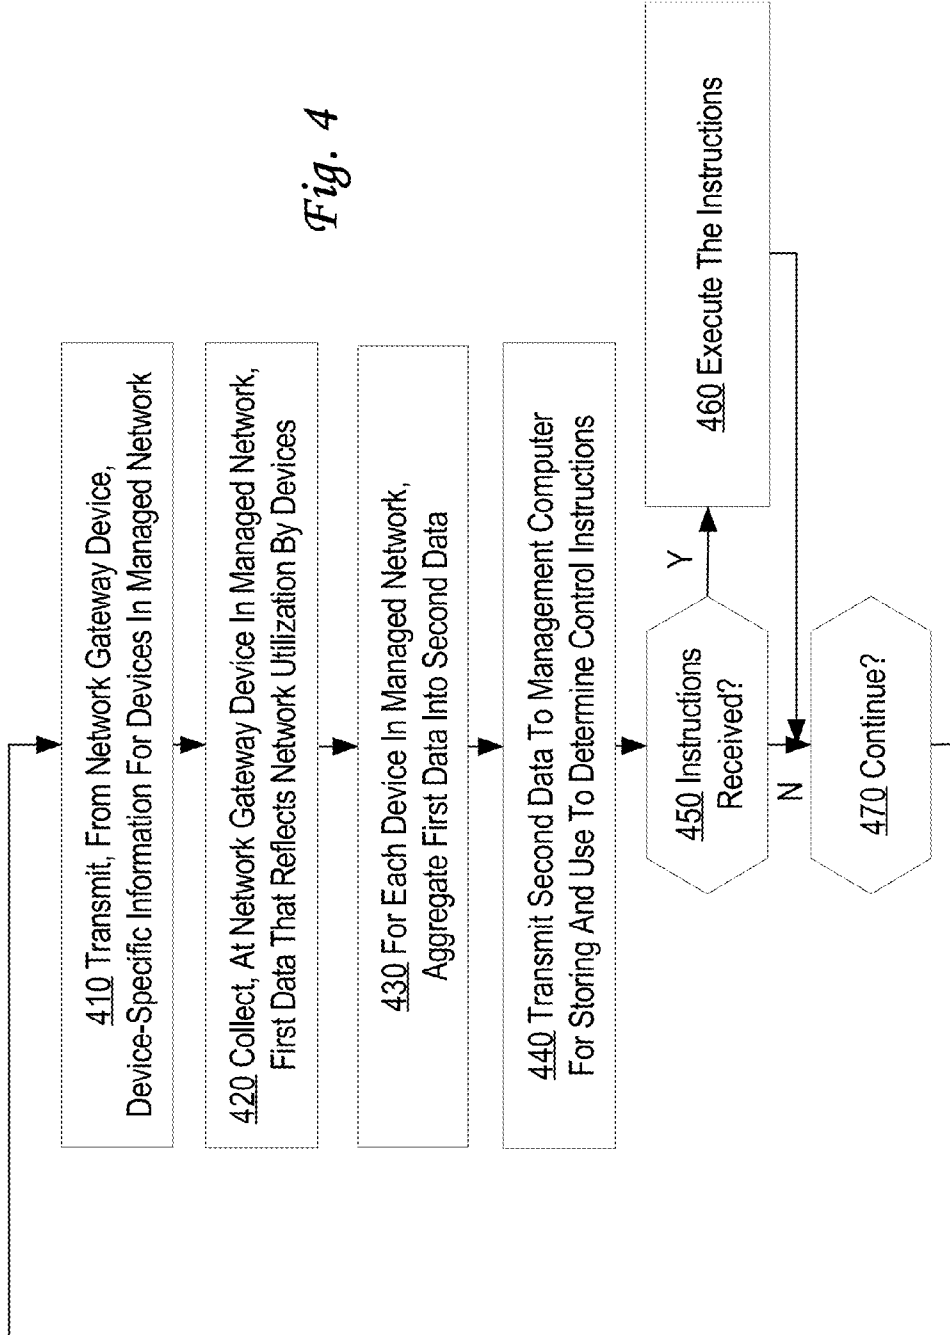 410 Transmit, From Network Gateway Device,
Device-Specific Information For Devices In Managed Network
420 Collect, At Network Gateway Device In Managed Network,
First Data That Reflects Network Utilization By Devices
430 For Each Device In Managed Network,
Aggregate First Data Into Second Data
440 Transmit Second Data To Management Computer
For Storing And Use To Determine Control Instructions
450 Instructions
Received?
Y
460 Execute The Instructions
N
470 Continue?
Fig. 4